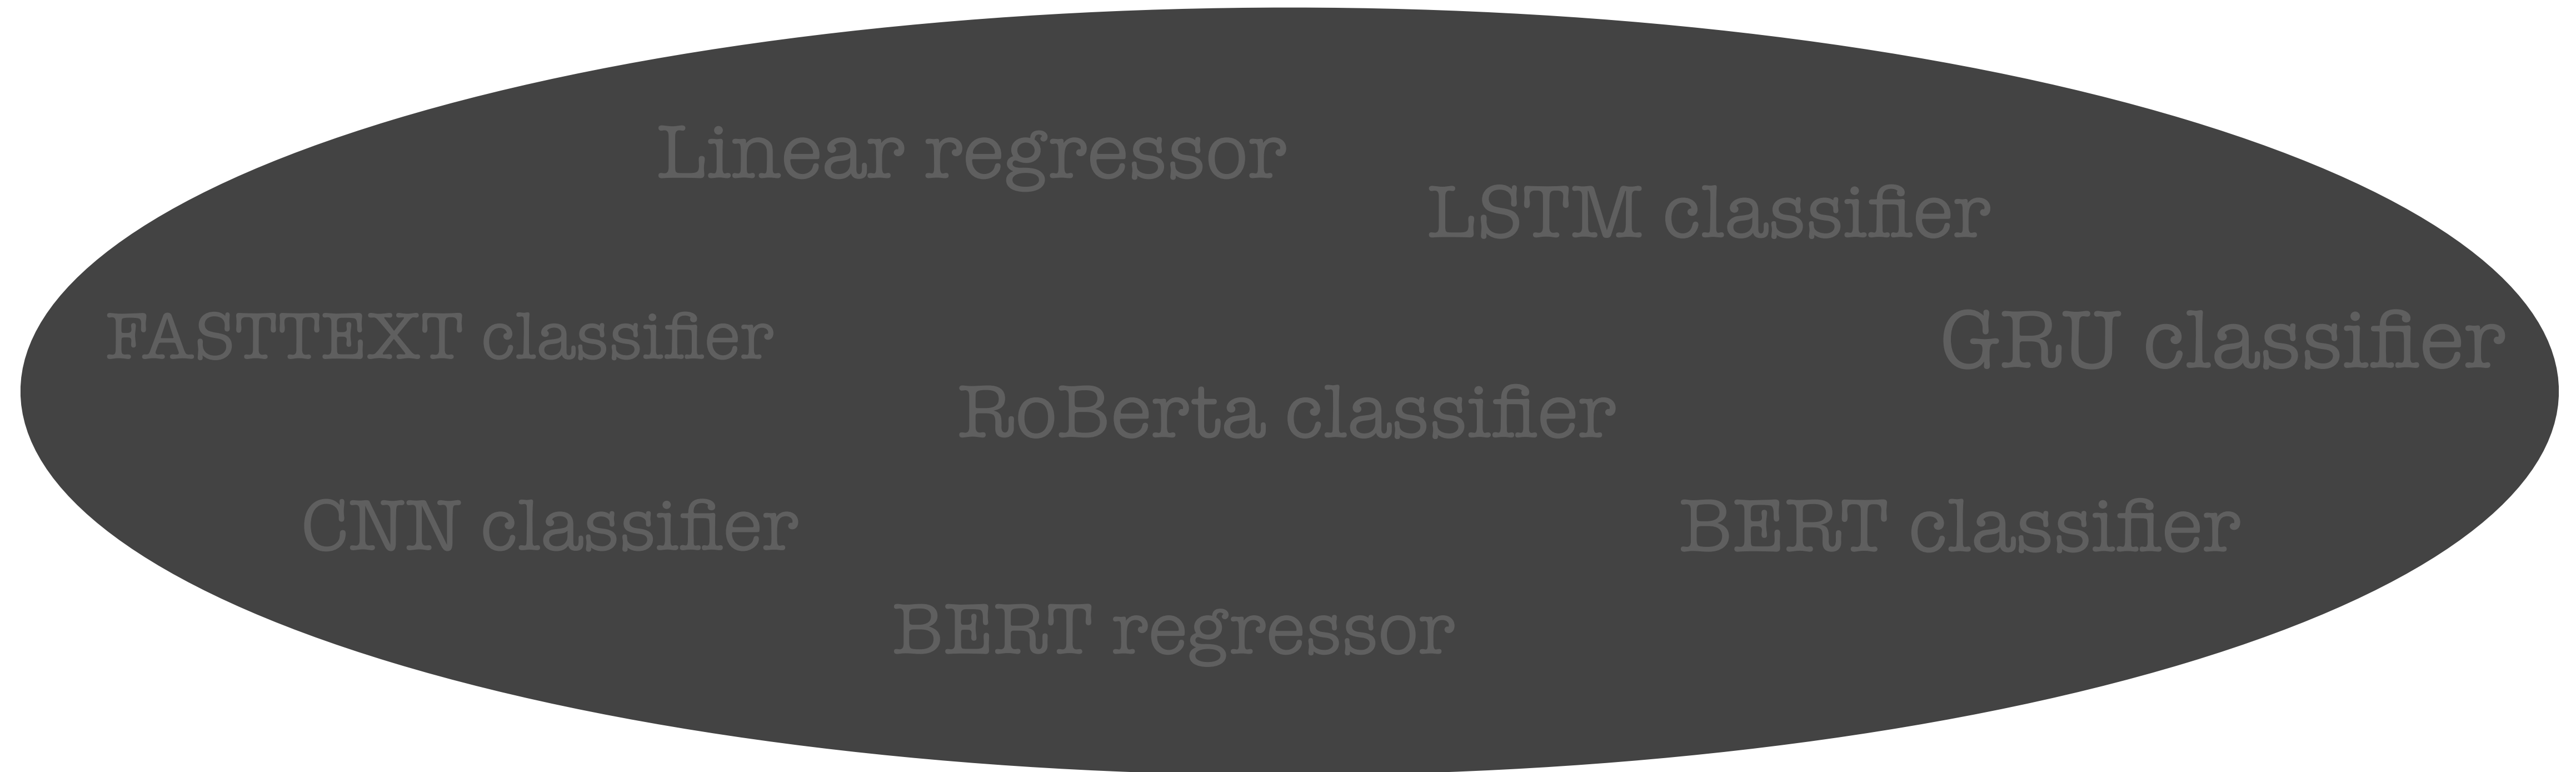 Linear regressor
LSTM classifier
FASTTEXT classifier
GRU classifier
RoBerta classifier
CNN classifier
BERT classifier
BERT regressor